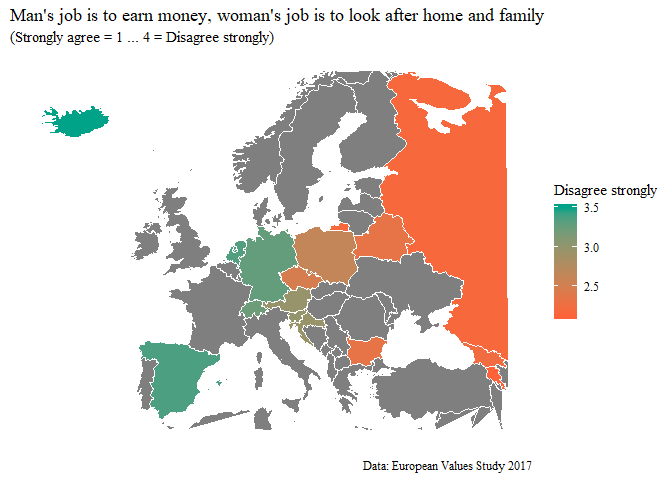 Man's job is to earn money, woman's job is to look after home and family
(Strongly agree = 1 ... 4 = Disagree strongly)
Disagree strongly
3.5
3.0
2.5
Data: European Values Study 2017